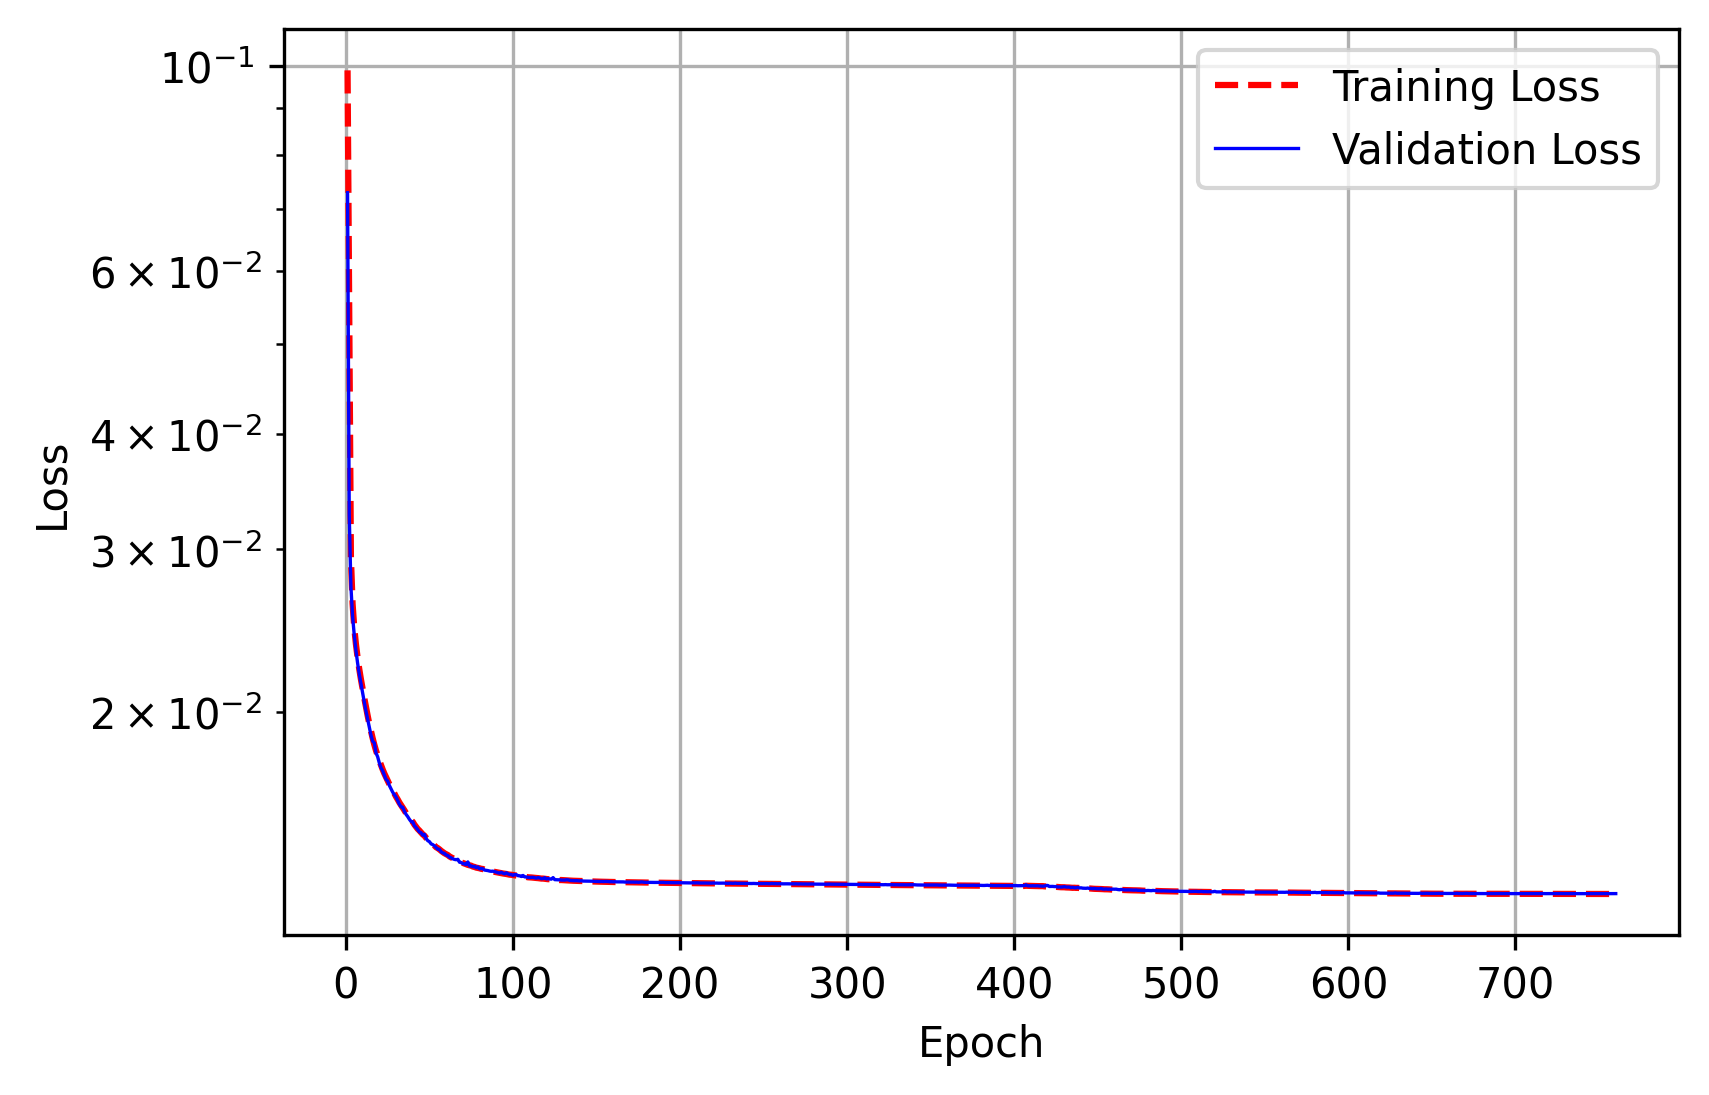 10⁻¹
6 × 10⁻²
4 × 10⁻²
3 × 10⁻²
2 × 10⁻²
Loss
Training Loss
Validation Loss
0 100 200 300 400 500 600 700
Epoch